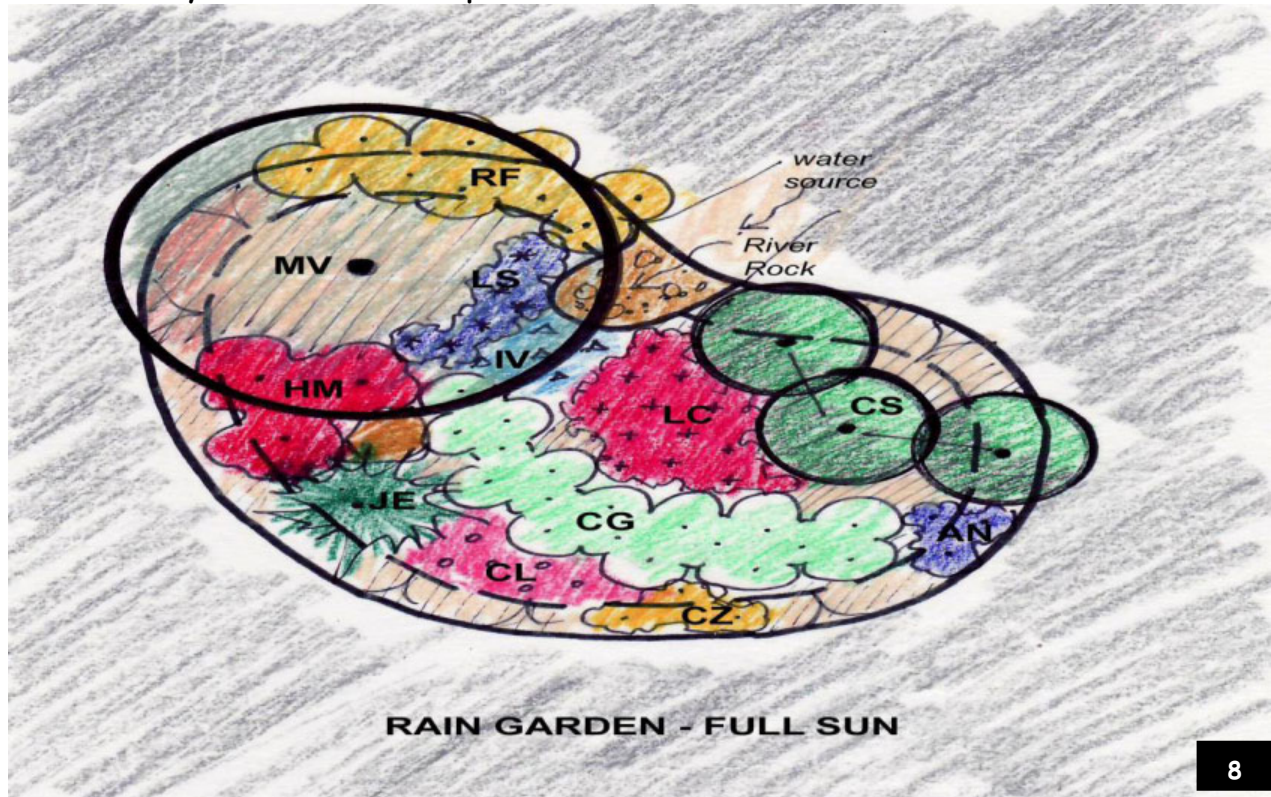 water
source
RF
River
Rock
MV
LS
IV
HM
LC
CS
JE
CG
AN
CL
CZ
RAIN GARDEN - FULL SUN
8